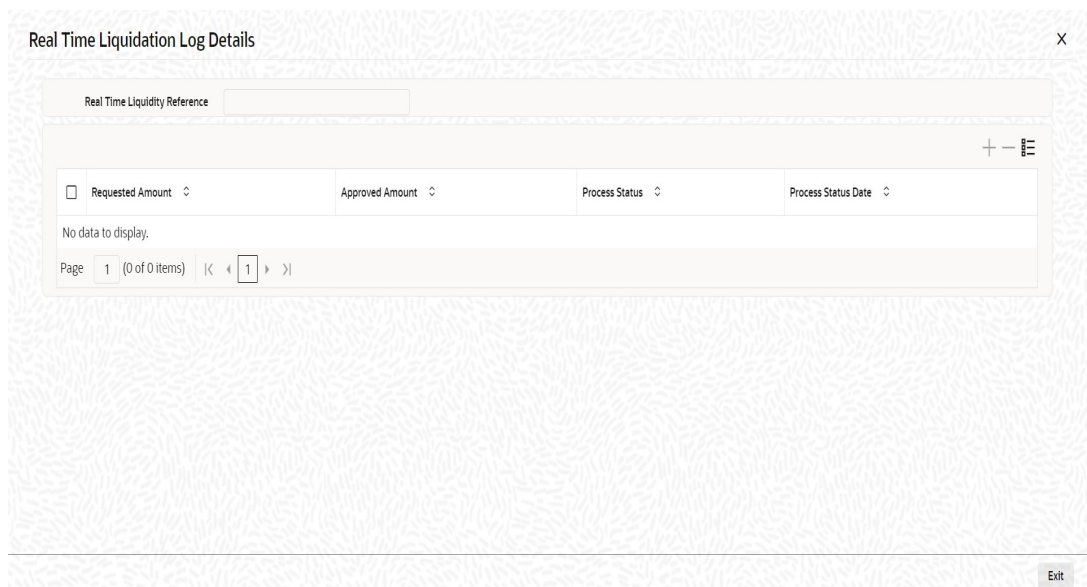 Real Time Liquidation Log Details X
Real Time Liquidity Reference
Requested Amount Approved Amount Process Status Process Status Date
No data to display.
Page 1 (0 of 0 items) 1
Exit